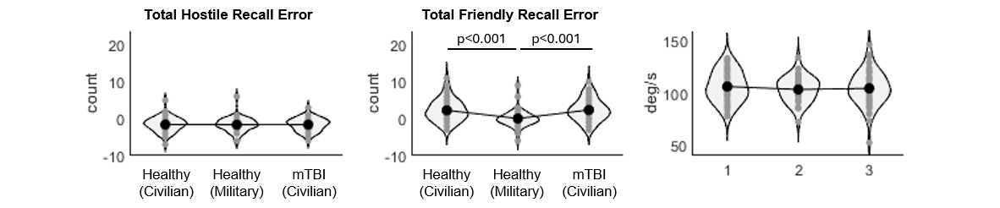 Total Hostile Recall Error
count
20
10
0
-10
Healthy
(Civilian)
Healthy
(Military)
mTBI
(Civilian)
Total Friendly Recall Error
p<0.001
p<0.001
count
20
10
0
-10
Healthy
(Civilian)
Healthy
(Military)
mTBI
(Civilian)
deg/s
150
100
50
1
2
3